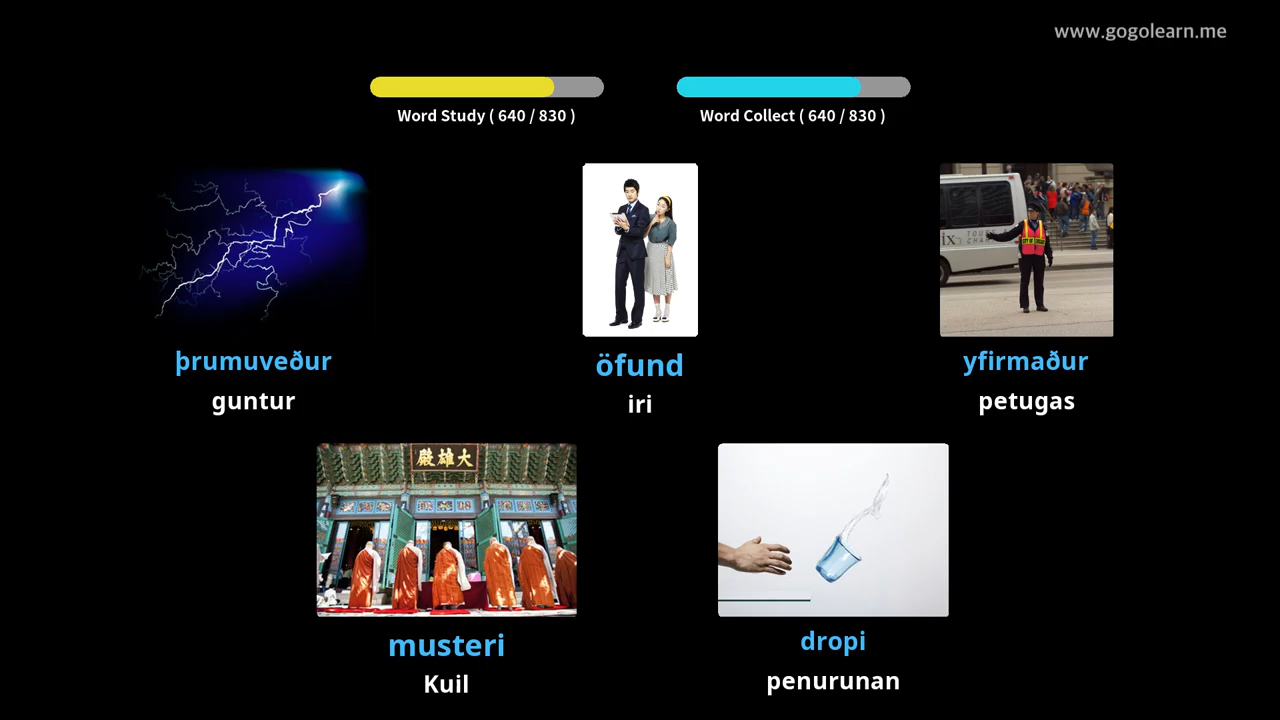 www.gogolearn.me
Word Study ( 640 / 830 )
Word Collect ( 640 / 830 )
þrumuveður
guntur
öfund
iri
yfirmaður
petugas
大雄殿
musteri
Kuil
dropi
penurunan